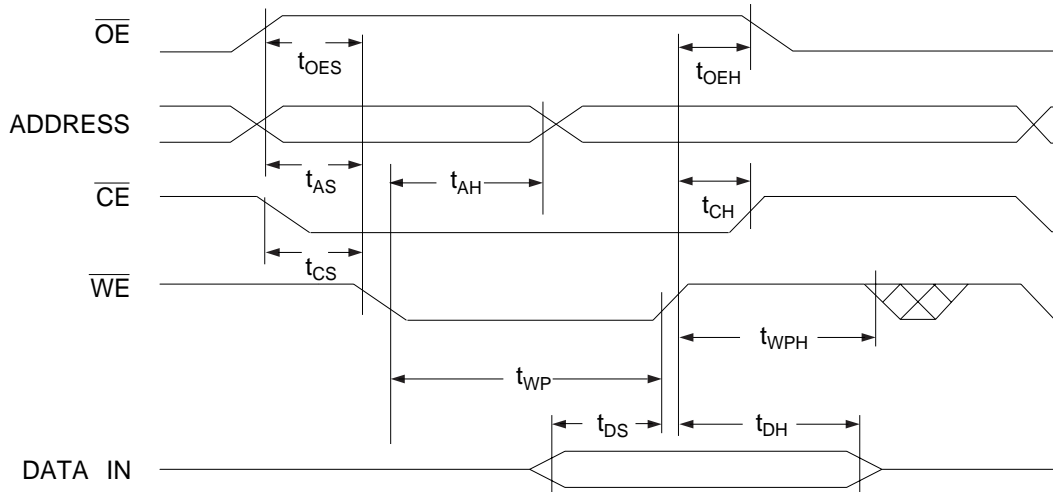 OE
tOES
tOEH
ADDRESS
tAS
tAH
CE
tCH
tCS
WE
tWPH
tWP
tDS
tDH
DATA IN